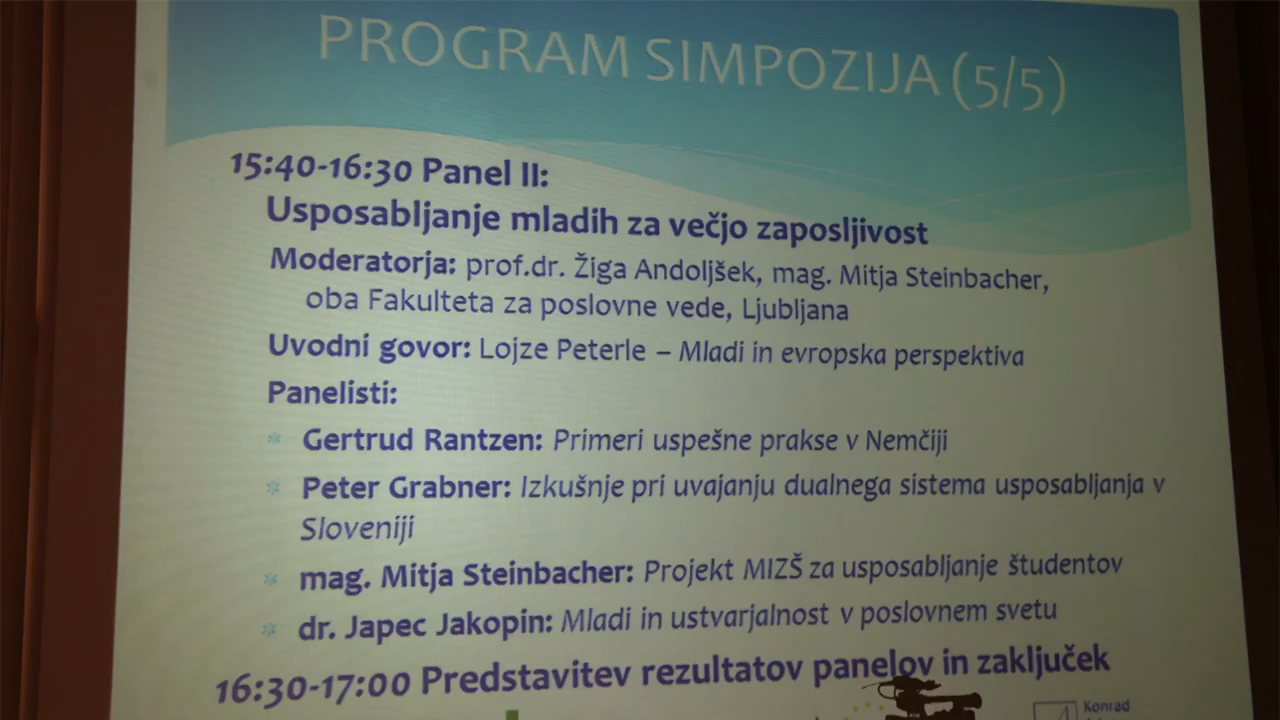 PROGRAM SIMPOZIJA (5/5)
15:40-16:30 Panel II:
Usposabljanje mladih za večjo zaposljivost
Moderatorja: prof.dr. Žiga Andoljšek, mag. Mitja Steinbacher,
oba Fakulteta za poslovne vede, Ljubljana
Uvodni govor: Lojze Peterle – Mladi in evropska perspektiva
Panelisti:
Gertrud Rantzen: Primeri uspešne prakse v Nemčiji
Peter Grabner: Izkušnje pri uvajanju dualnega sistema usposabljanja v
Sloveniji
mag. Mitja Steinbacher: Projekt MIZŠ za usposabljanje študentov
dr. Japec Jakopin: Mladi in ustvarjalnost v poslovnem svetu
16:30-17:00 Predstavitev rezultatov panelov in zaključek
Konrad